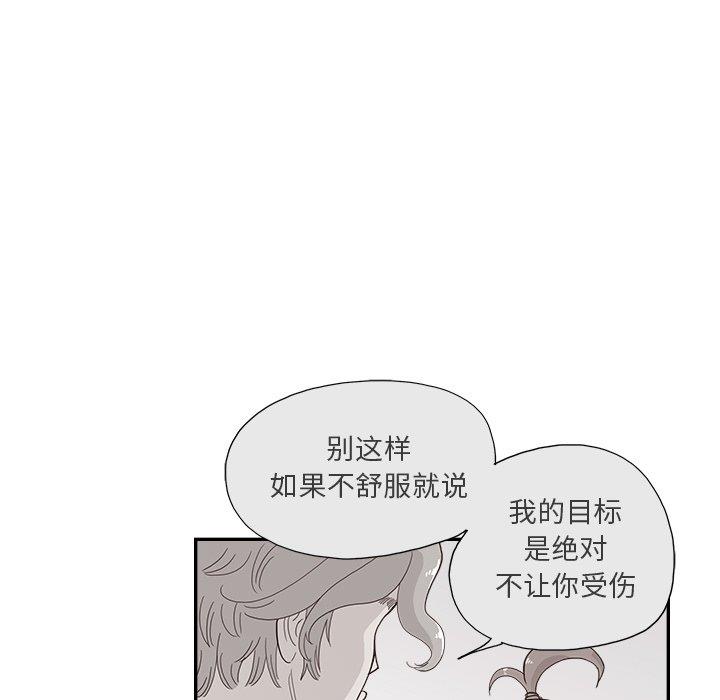 别这样
如果不舒服就说
我的目标
是绝对
不让你受伤